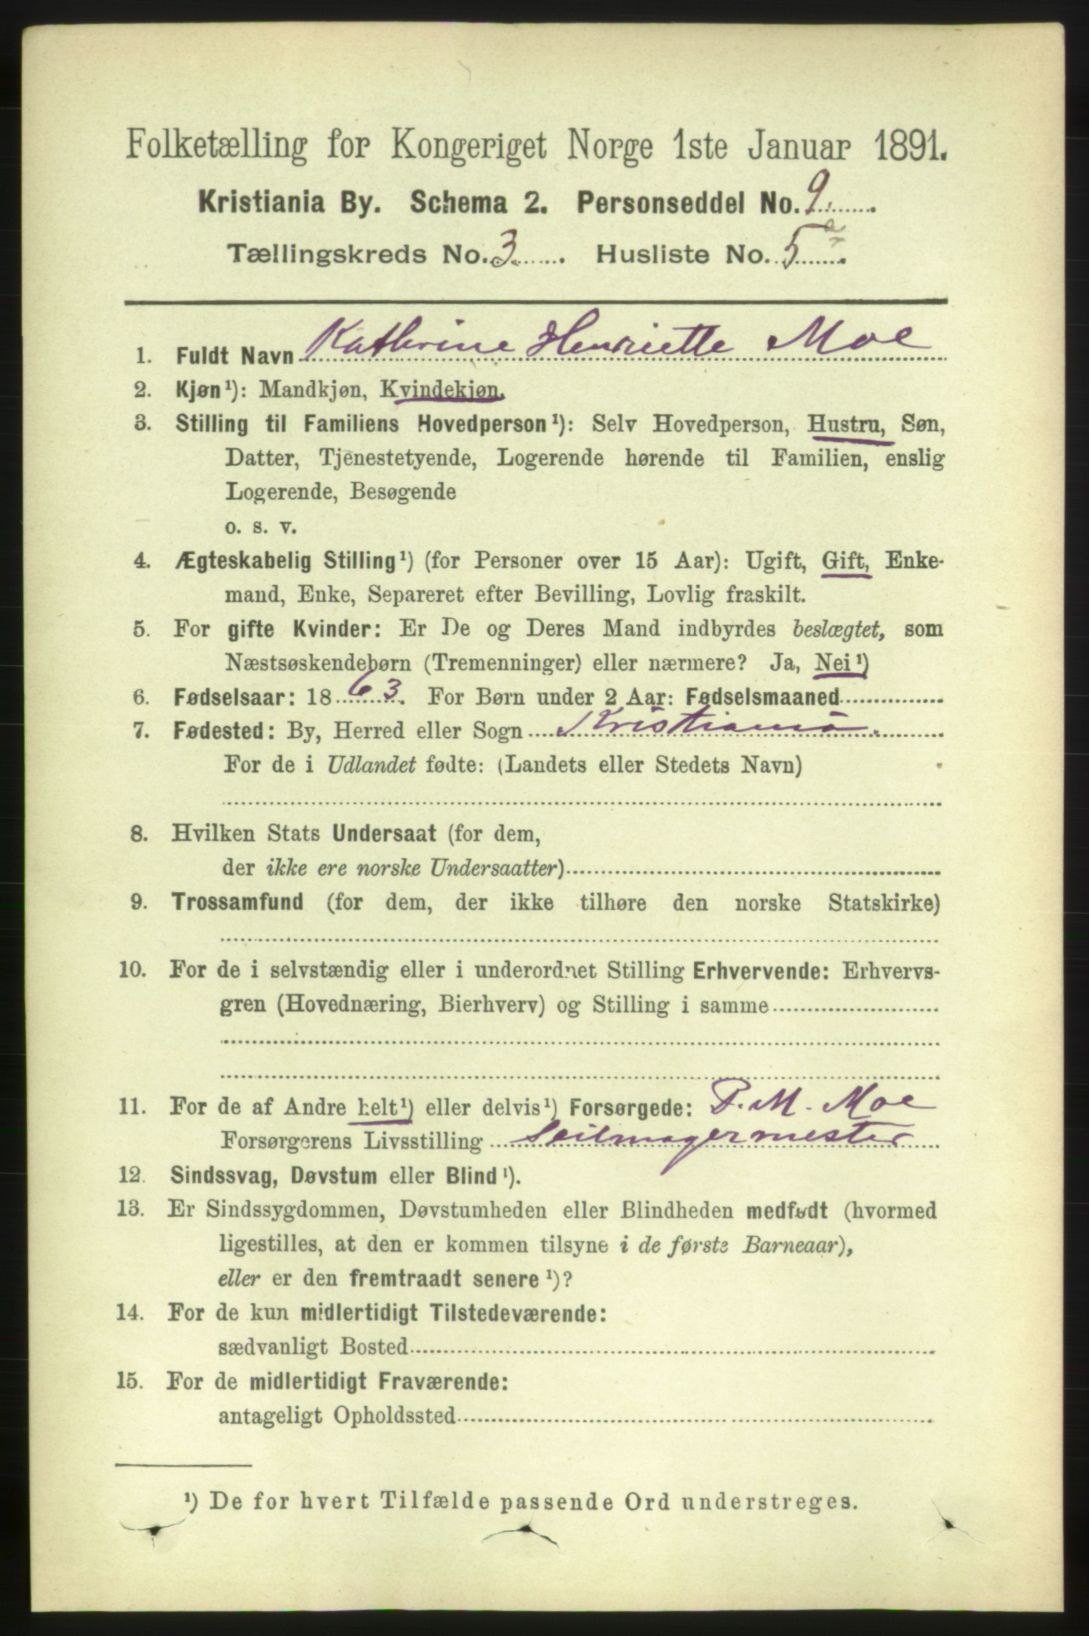 Folketælling for Kongeriget Norge 1ste Januar 1891.
Kristiania By. Schema 2. Personseddel No. 9.
Tællingskreds No. 3. Husliste No. 5 a
1. Fuldt Navn Kathrine Henriette Moe
2. Kjøn¹): Mandkjøn, Kvindekjøn.
3. Stilling til Familiens Hovedperson¹): Selv Hovedperson, Hustru, Søn,
Datter, Tjenestetyende, Logerende hørende til Familien, enslig
Logerende, Besøgende
o. s. v.
4. Ægteskabelig Stilling¹) (for Personer over 15 Aar): Ugift, Gift, Enke-
mand, Enke, Separeret efter Bevilling, Lovlig fraskilt.
5. For gifte Kvinder: Er De og Deres Mand indbyrdes beslægtet, som
Næstsøskendebørn (Tremenninger) eller nærmere? Ja, Nei¹)
6. Fødselsaar: 1863. For Børn under 2 Aar: Fødselsmaaned
7. Fødested: By, Herred eller Sogn Kristiania.
For de i Udlandet fødte: (Landets eller Stedets Navn)
8. Hvilken Stats Undersaat (for dem,
der ikke ere norske Undersaatter)
9. Trossamfund (for dem, der ikke tilhøre den norske Statskirke)
10. For de i selvstændig eller i underordnet Stilling Erhvervende: Erhvervs-
gren (Hovednæring, Bierhverv) og Stilling i samme
11. For de af Andre helt¹) eller delvis¹) Forsørgede: P. M. Moe
Forsørgerens Livsstilling Seilmagermester
12. Sindssvag, Døvstum eller Blind¹).
13. Er Sindssygdommen, Døvstumheden eller Blindheden medfødt (hvormed
ligestilles, at den er kommen tilsyne i de første Barneaar),
eller er den fremtraadt senere¹)?
14. For de kun midlertidigt Tilstedeværende:
sædvanligt Bosted
15. For de midlertidigt Fraværende:
antageligt Opholdssted
¹) De for hvert Tilfælde passende Ord understreges.